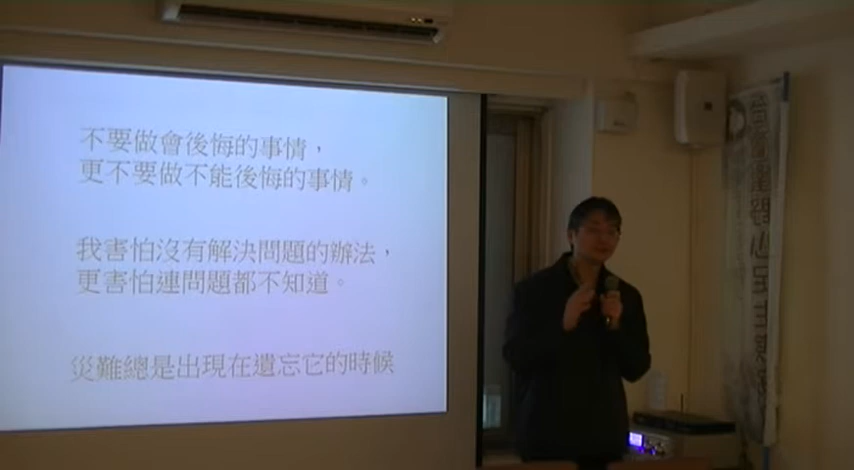 不要做會後悔的事情，
更不要做不能後悔的事情。
我害怕沒有解決問題的辦法，
更害怕連問題都不知道。
災難總是出現在遺忘它的時候